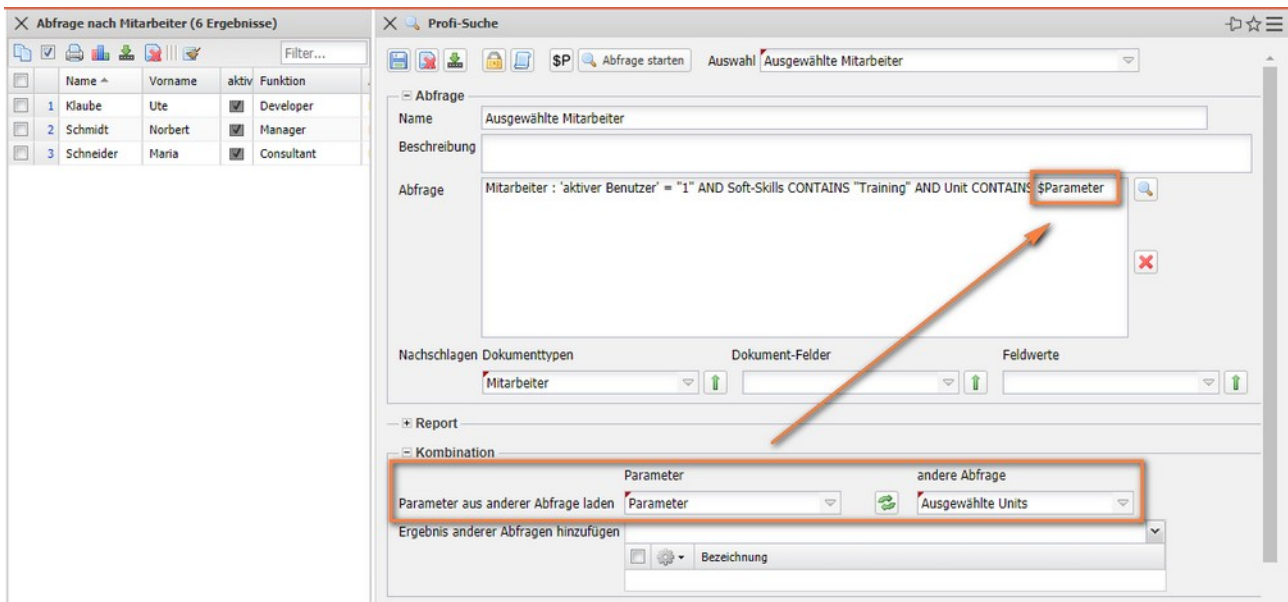 Abfrage nach Mitarbeiter (6 Ergebnisse)
Filter...
Name Vorname aktiv Funktion
1 Klaube Ute Developer
2 Schmidt Norbert Manager
3 Schneider Maria Consultant
Profi-Suche
$P Abfrage starten Auswahl Ausgewählte Mitarbeiter
Abfrage
Name Ausgewählte Mitarbeiter
Beschreibung
Abfrage Mitarbeiter : 'aktiver Benutzer' = "1" AND Soft-Skills CONTAINS "Training" AND Unit CONTAINS $Parameter
Nachschlagen Dokumenttypen Dokument-Felder Feldwerte
Mitarbeiter
Report
Kombination
Parameter andere Abfrage
Parameter aus anderer Abfrage laden Parameter Ausgewählte Units
Ergebnis anderer Abfragen hinzufügen
Bezeichnung